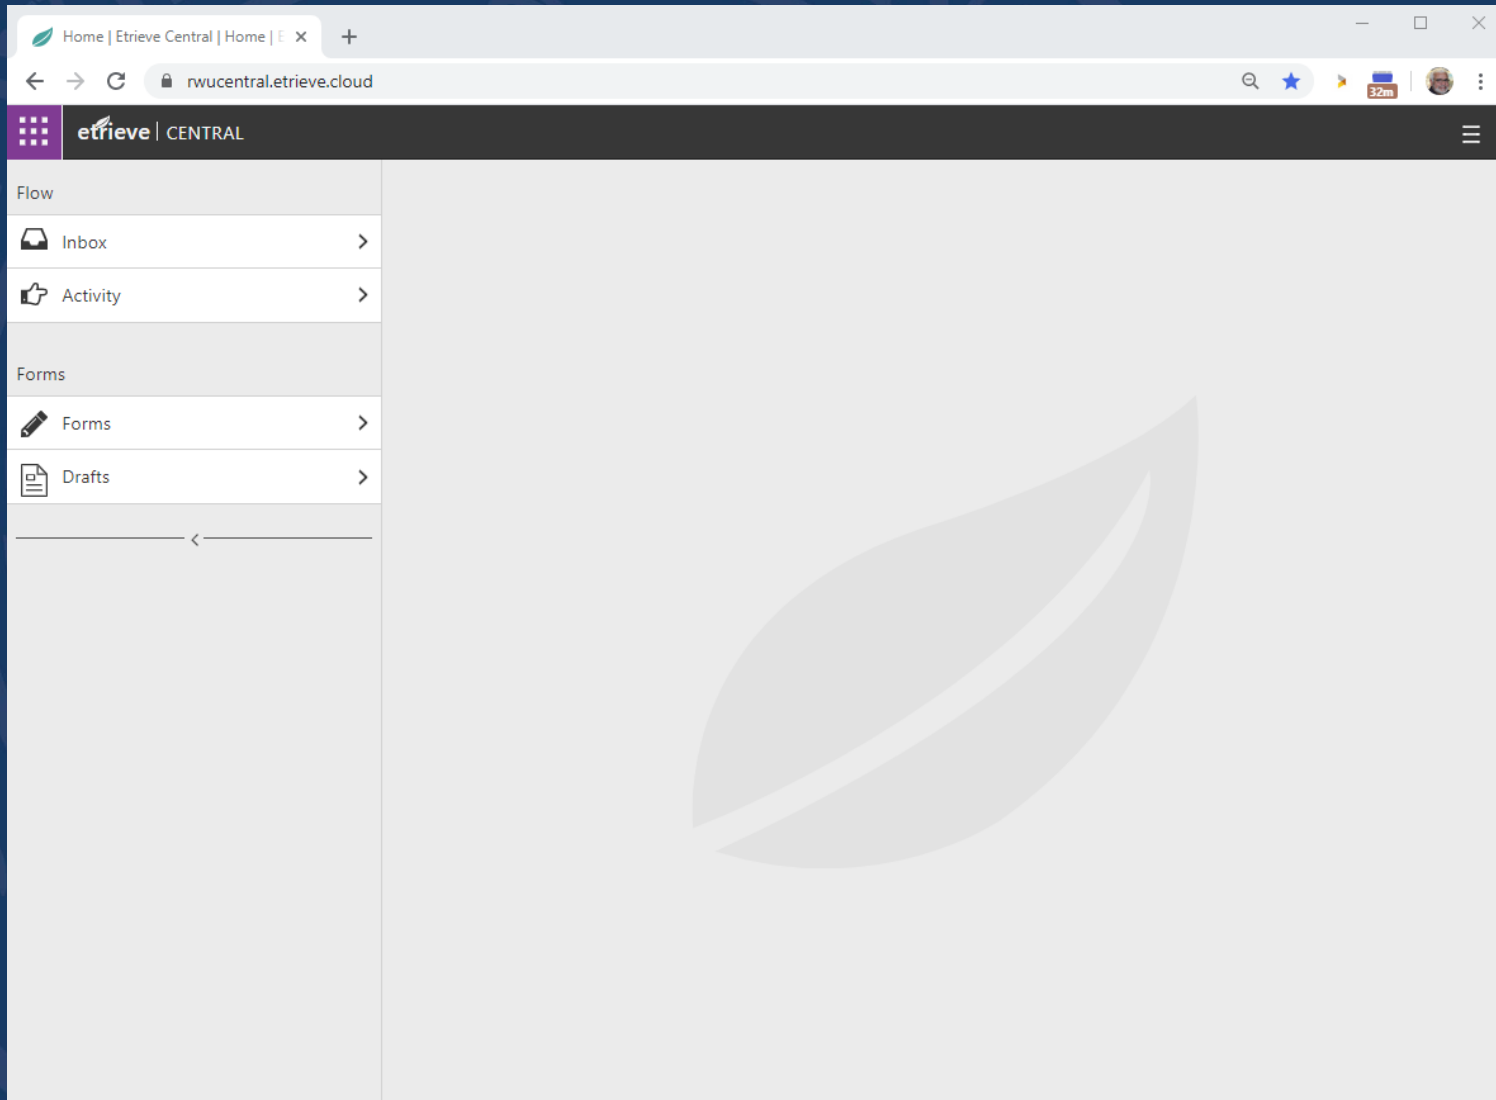 Home | Etrieve Central | Home |
rwucentral.etrieve.cloud
32m
etrieve | CENTRAL
Flow
Inbox
Activity
Forms
Forms
Drafts